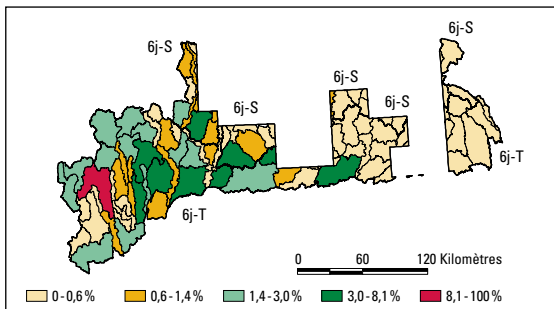 6j-S
6j-S
6j-S
6j-S
6j-S
6j-T
6j-T
0 60 120 Kilomètres
0 - 0,6 % 0,6 - 1,4 % 1,4 - 3,0 % 3,0 - 8,1 % 8,1 - 100 %